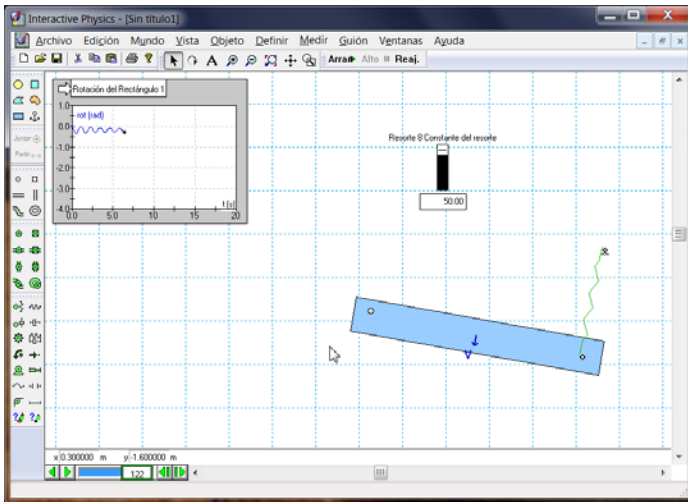 Interactive Physics - [Sin título1]
Archivo Edición Mundo Vista Objeto Definir Medir Guión Ventanas Ayuda
A Arran Alto Reaj.
Rotación del Rectángulo 1
rot (rad)
1.0
0.0
-1.0
-2.0
-3.0
-4.0
0.0 5.0 10 15 20
t (s)
Resorte 8 Constante del resorte
50.00
V
x 0.300000 m y -1.600000 m
122